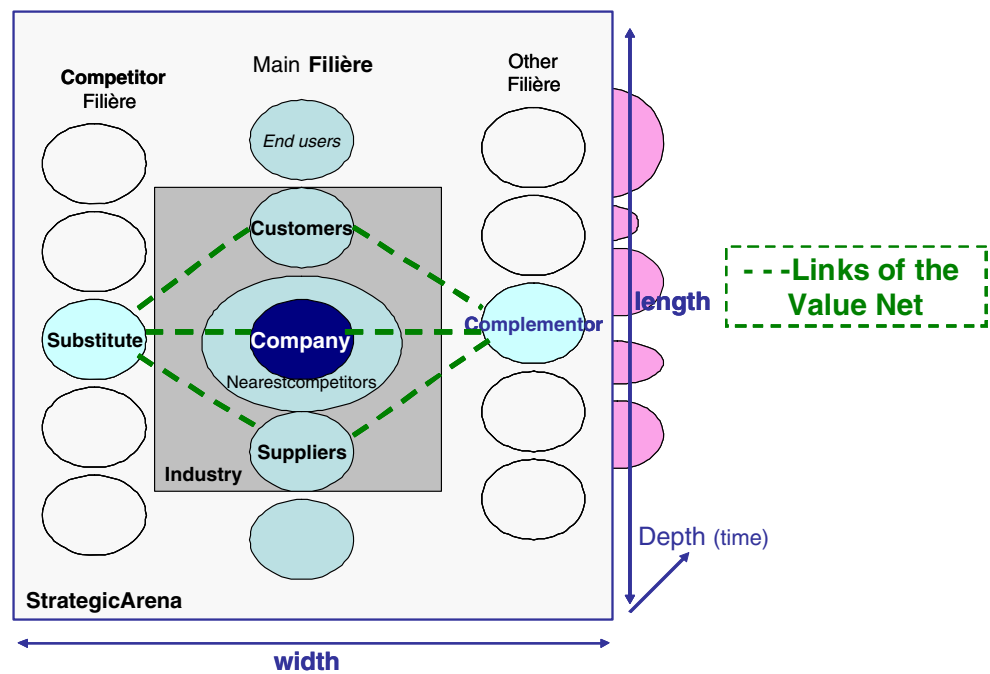 Competitor
Filière
Main Filière
Other
Filière
End users
Customers
Substitute
Company
Complementor
Nearestcompetitors
Suppliers
Industry
StrategicArena
length
- - -Links of the
Value Net
Depth (time)
width